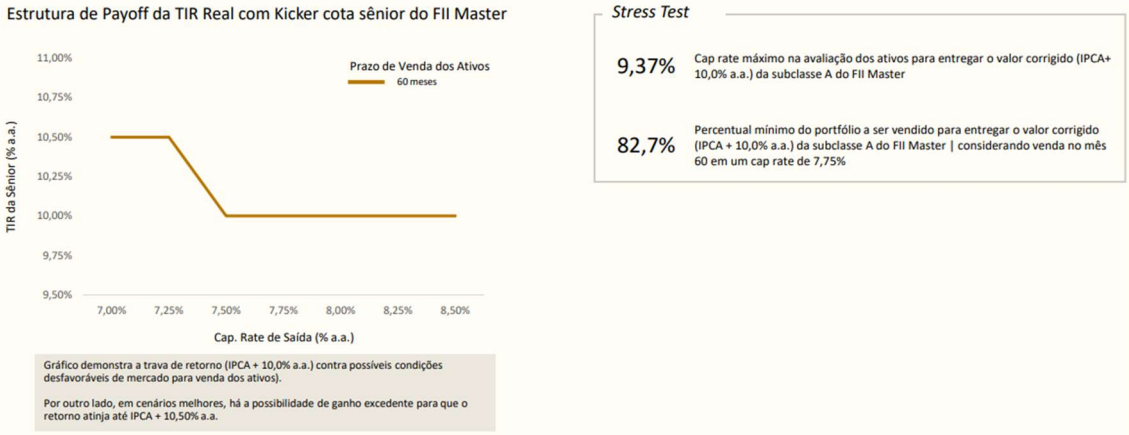 Estrutura de Payoff da TIR Real com Kicker cota sênior do FII Master
11,00%
10,75%
10,50%
10,25%
10,00%
9,75%
9,50%
TIR da Sênior (% a.a.)
Prazo de Venda dos Ativos
60 meses
7,00% 7,25% 7,50% 7,75% 8,00% 8,25% 8,50%
Cap. Rate de Saída (% a.a.)
Gráfico demonstra a trava de retorno (IPCA + 10,0% a.a.) contra possíveis condições
desfavoráveis de mercado para venda dos ativos).
Por outro lado, em cenários melhores, há a possibilidade de ganho excedente para que o
retorno atinja até IPCA + 10,50% a.a.
Stress Test
9,37%
Cap rate máximo na avaliação dos ativos para entregar o valor corrigido (IPCA+
10,0% a.a.) da subclasse A do FII Master
82,7%
Percentual mínimo do portfólio a ser vendido para entregar o valor corrigido
(IPCA + 10,0% a.a.) da subclasse A do FII Master | considerando venda no mês
60 em um cap rate de 7,75%